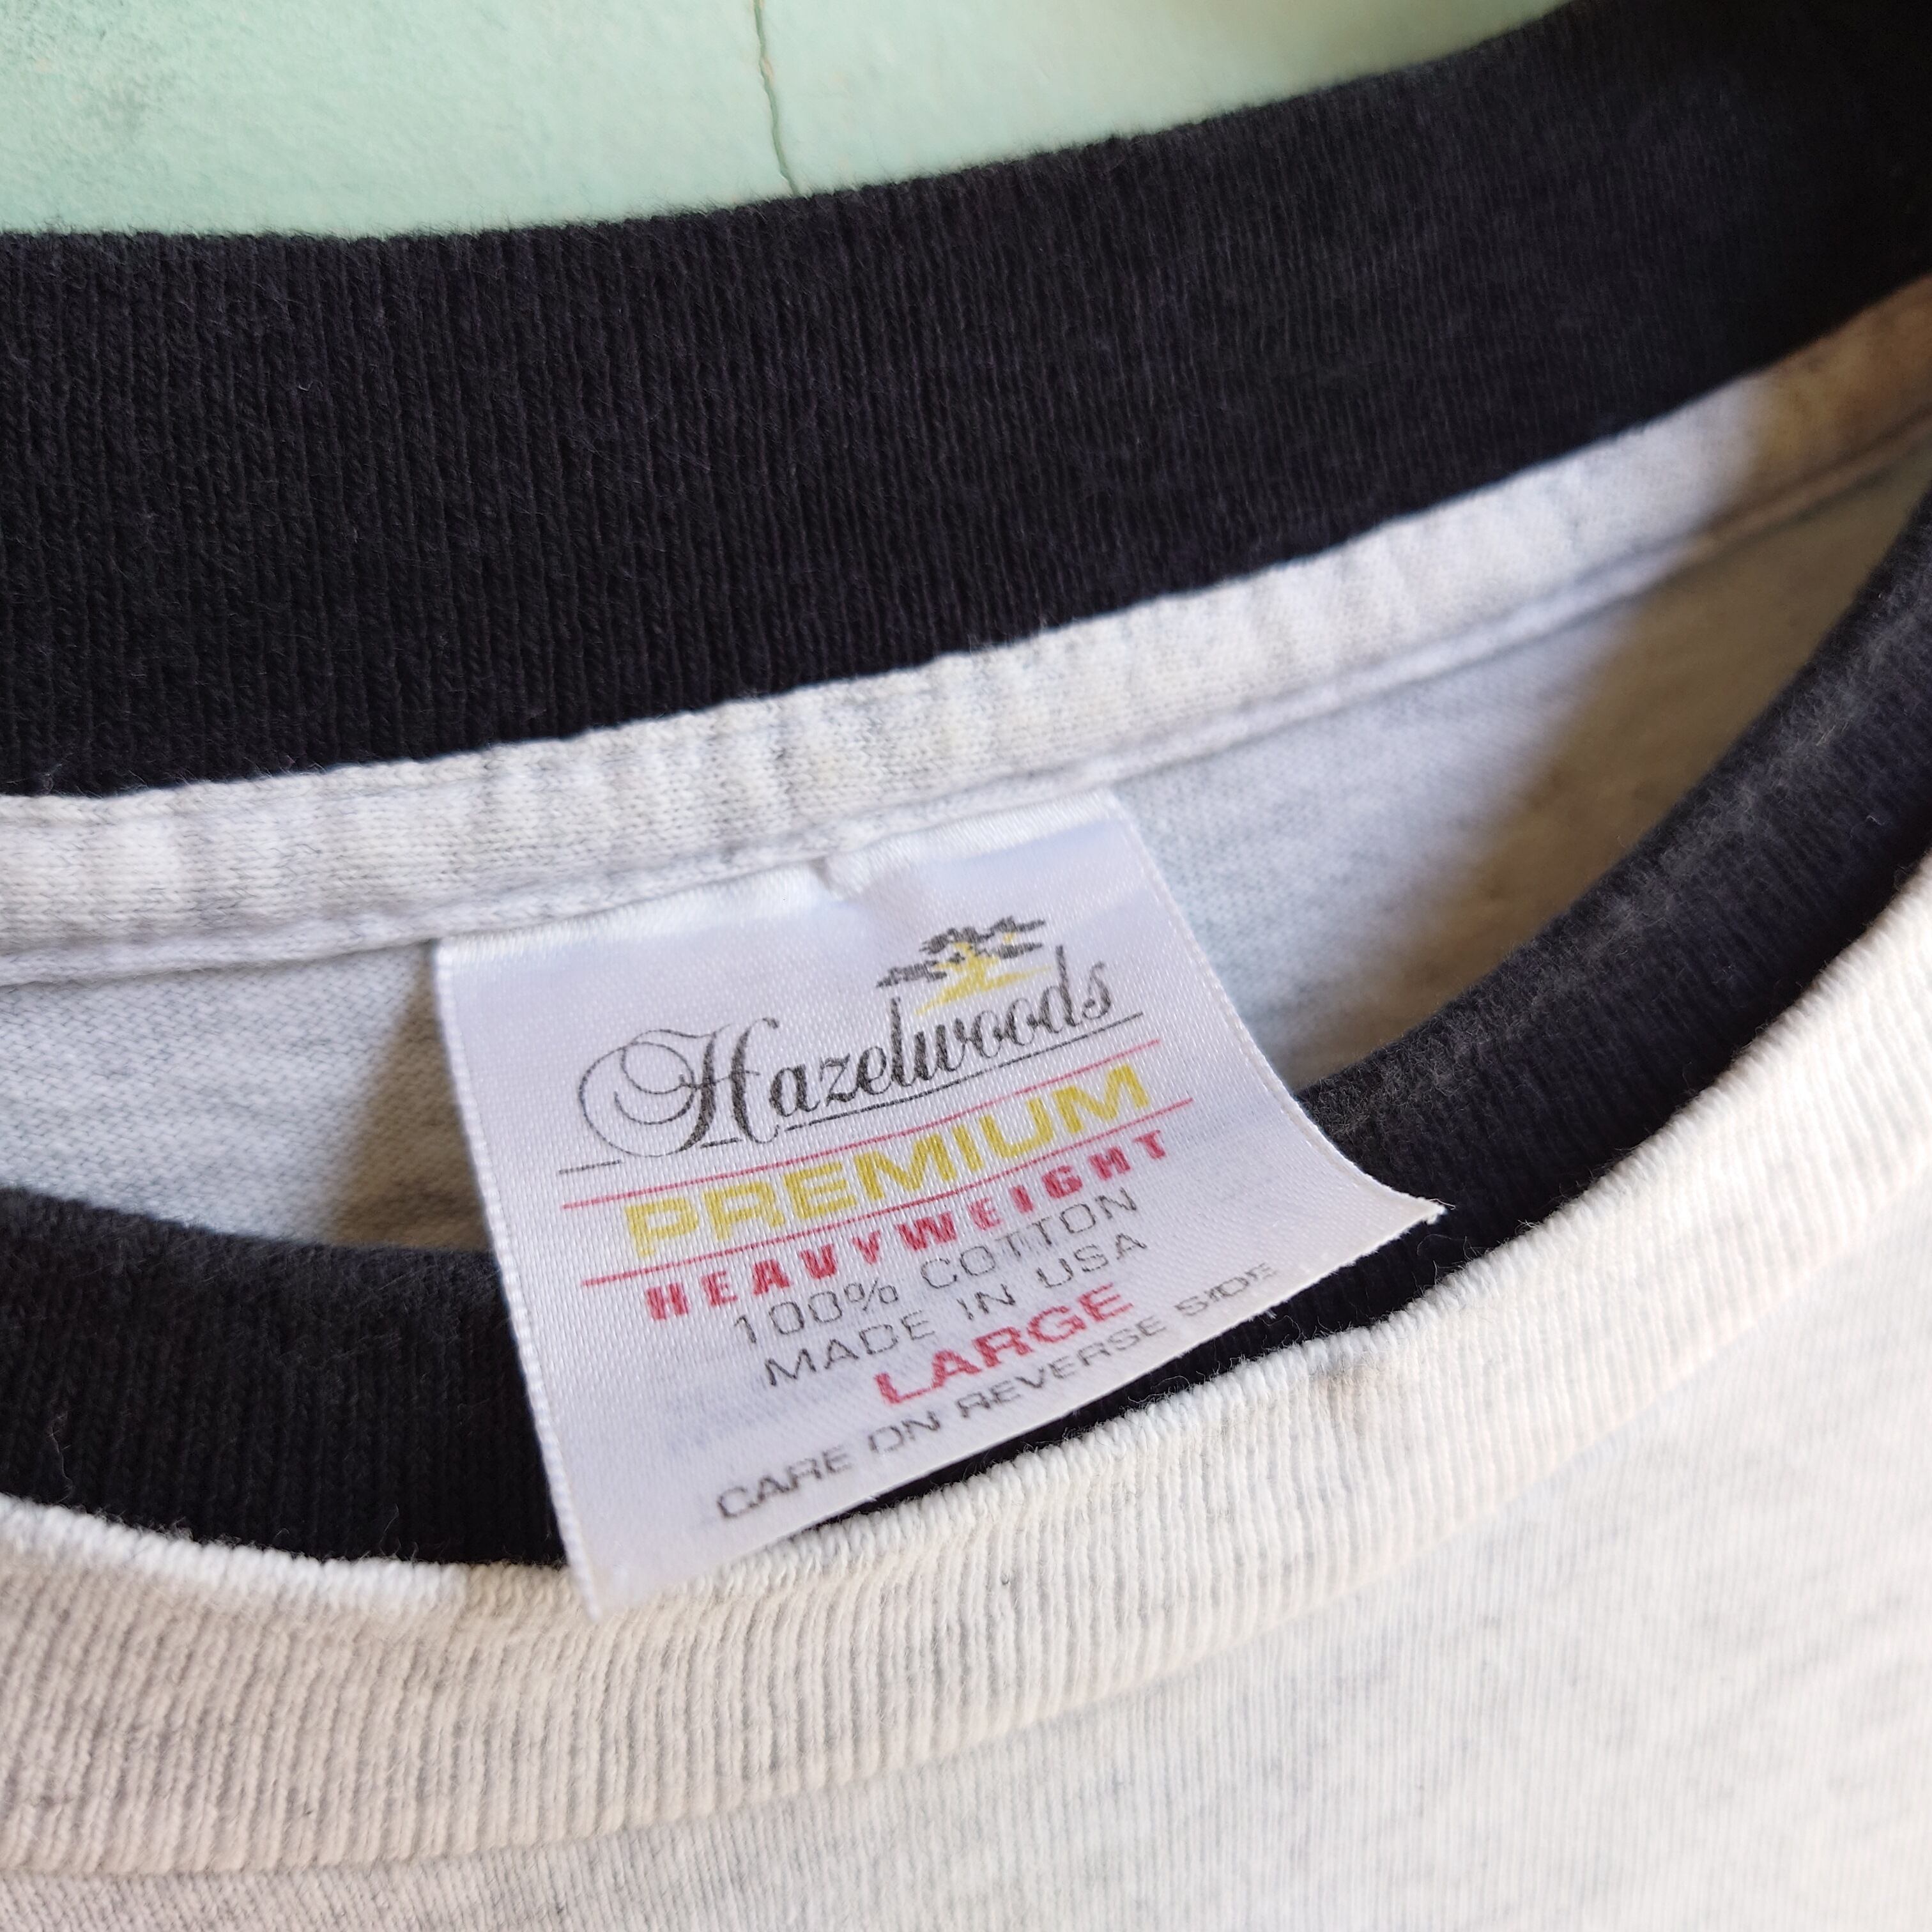 Hazelwoods
PREMIUM
HEAVYWEIGHT
100% COTTON
MADE IN USA
LARGE
CARE ON REVERSE SIDE